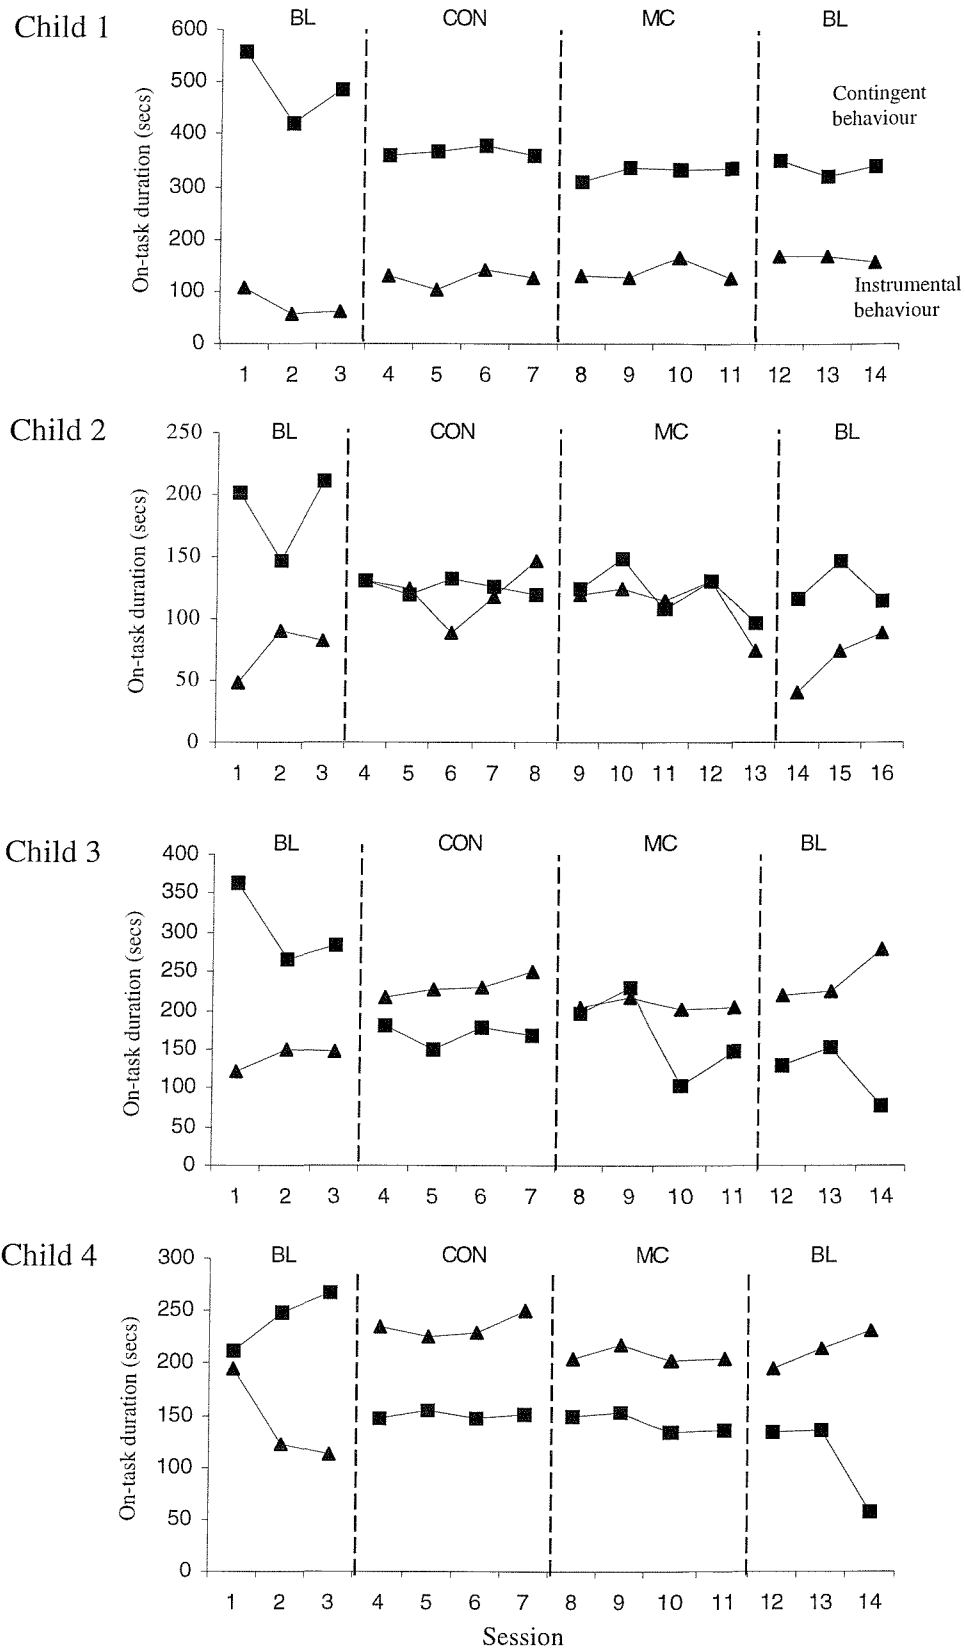 Child 1
BL CON MC BL
On-task duration (secs)
600
500
400
300
200
100
0
Contingent
behaviour
Instrumental
behaviour
1 2 3 4 5 6 7 8 9 10 11 12 13 14
Child 2
BL CON MC BL
On-task duration (secs)
250
200
150
100
50
0
1 2 3 4 5 6 7 8 9 10 11 12 13 14 15 16
Child 3
BL CON MC BL
On-task duration (secs)
400
350
300
250
200
150
100
50
0
1 2 3 4 5 6 7 8 9 10 11 12 13 14
Child 4
BL CON MC BL
On-task duration (secs)
300
250
200
150
100
50
0
1 2 3 4 5 6 7 8 9 10 11 12 13 14
Session